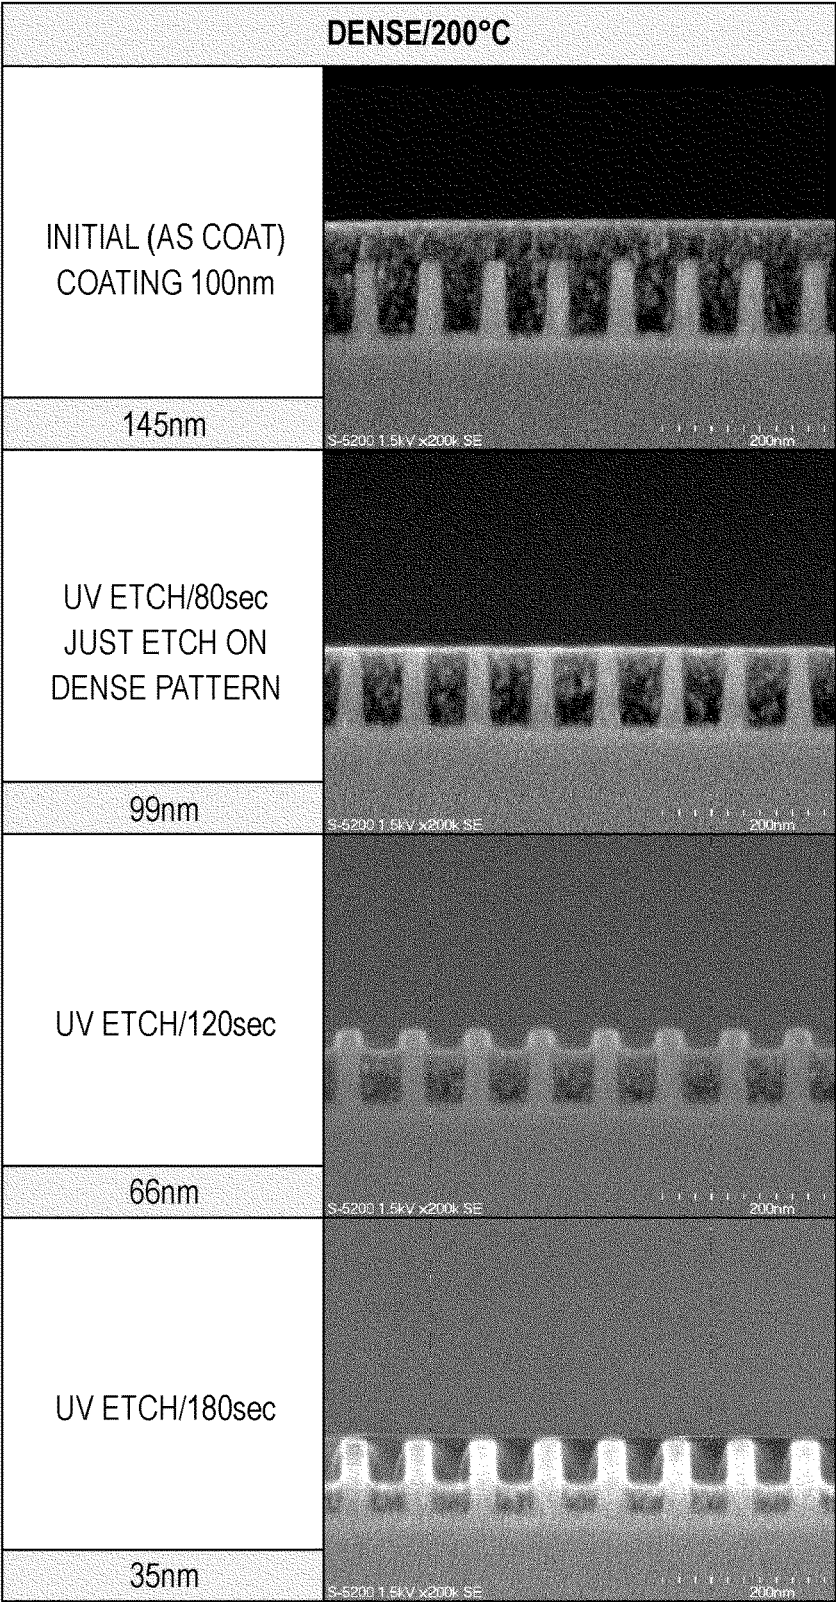 DENSE/200°C
INITIAL (AS COAT)
COATING 100nm
145nm
S-5200 1.5kV x200k SE
200nm
UV ETCH/80sec
JUST ETCH ON
DENSE PATTERN
99nm
S-5200 1.5kV x200k SE
200nm
UV ETCH/120sec
66nm
S-5200 1.5kV x200k SE
200nm
UV ETCH/180sec
35nm
S-5200 1.5kV x200k SE
200nm